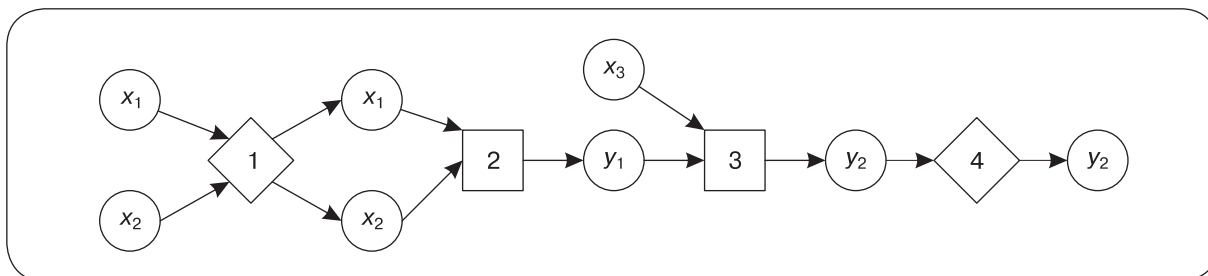 x₃
x₁
x₁
1
2
y₁
3
y₂
4
y₂
x₂
x₂